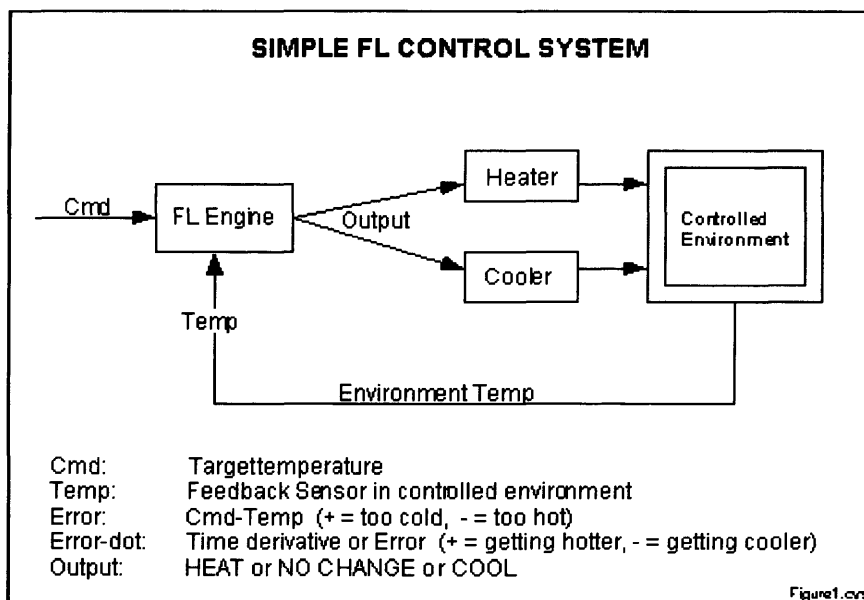 SIMPLE FL CONTROL SYSTEM
Cmd
FL Engine
Output
Heater
Cooler
Controlled
Environment
Temp
Environment Temp
Cmd: Targettemperature
Temp: Feedback Sensor in controlled environment
Error: Cmd-Temp (+ = too cold, - = too hot)
Error-dot: Time derivative or Error (+ = getting hotter, - = getting cooler)
Output: HEAT or NO CHANGE or COOL